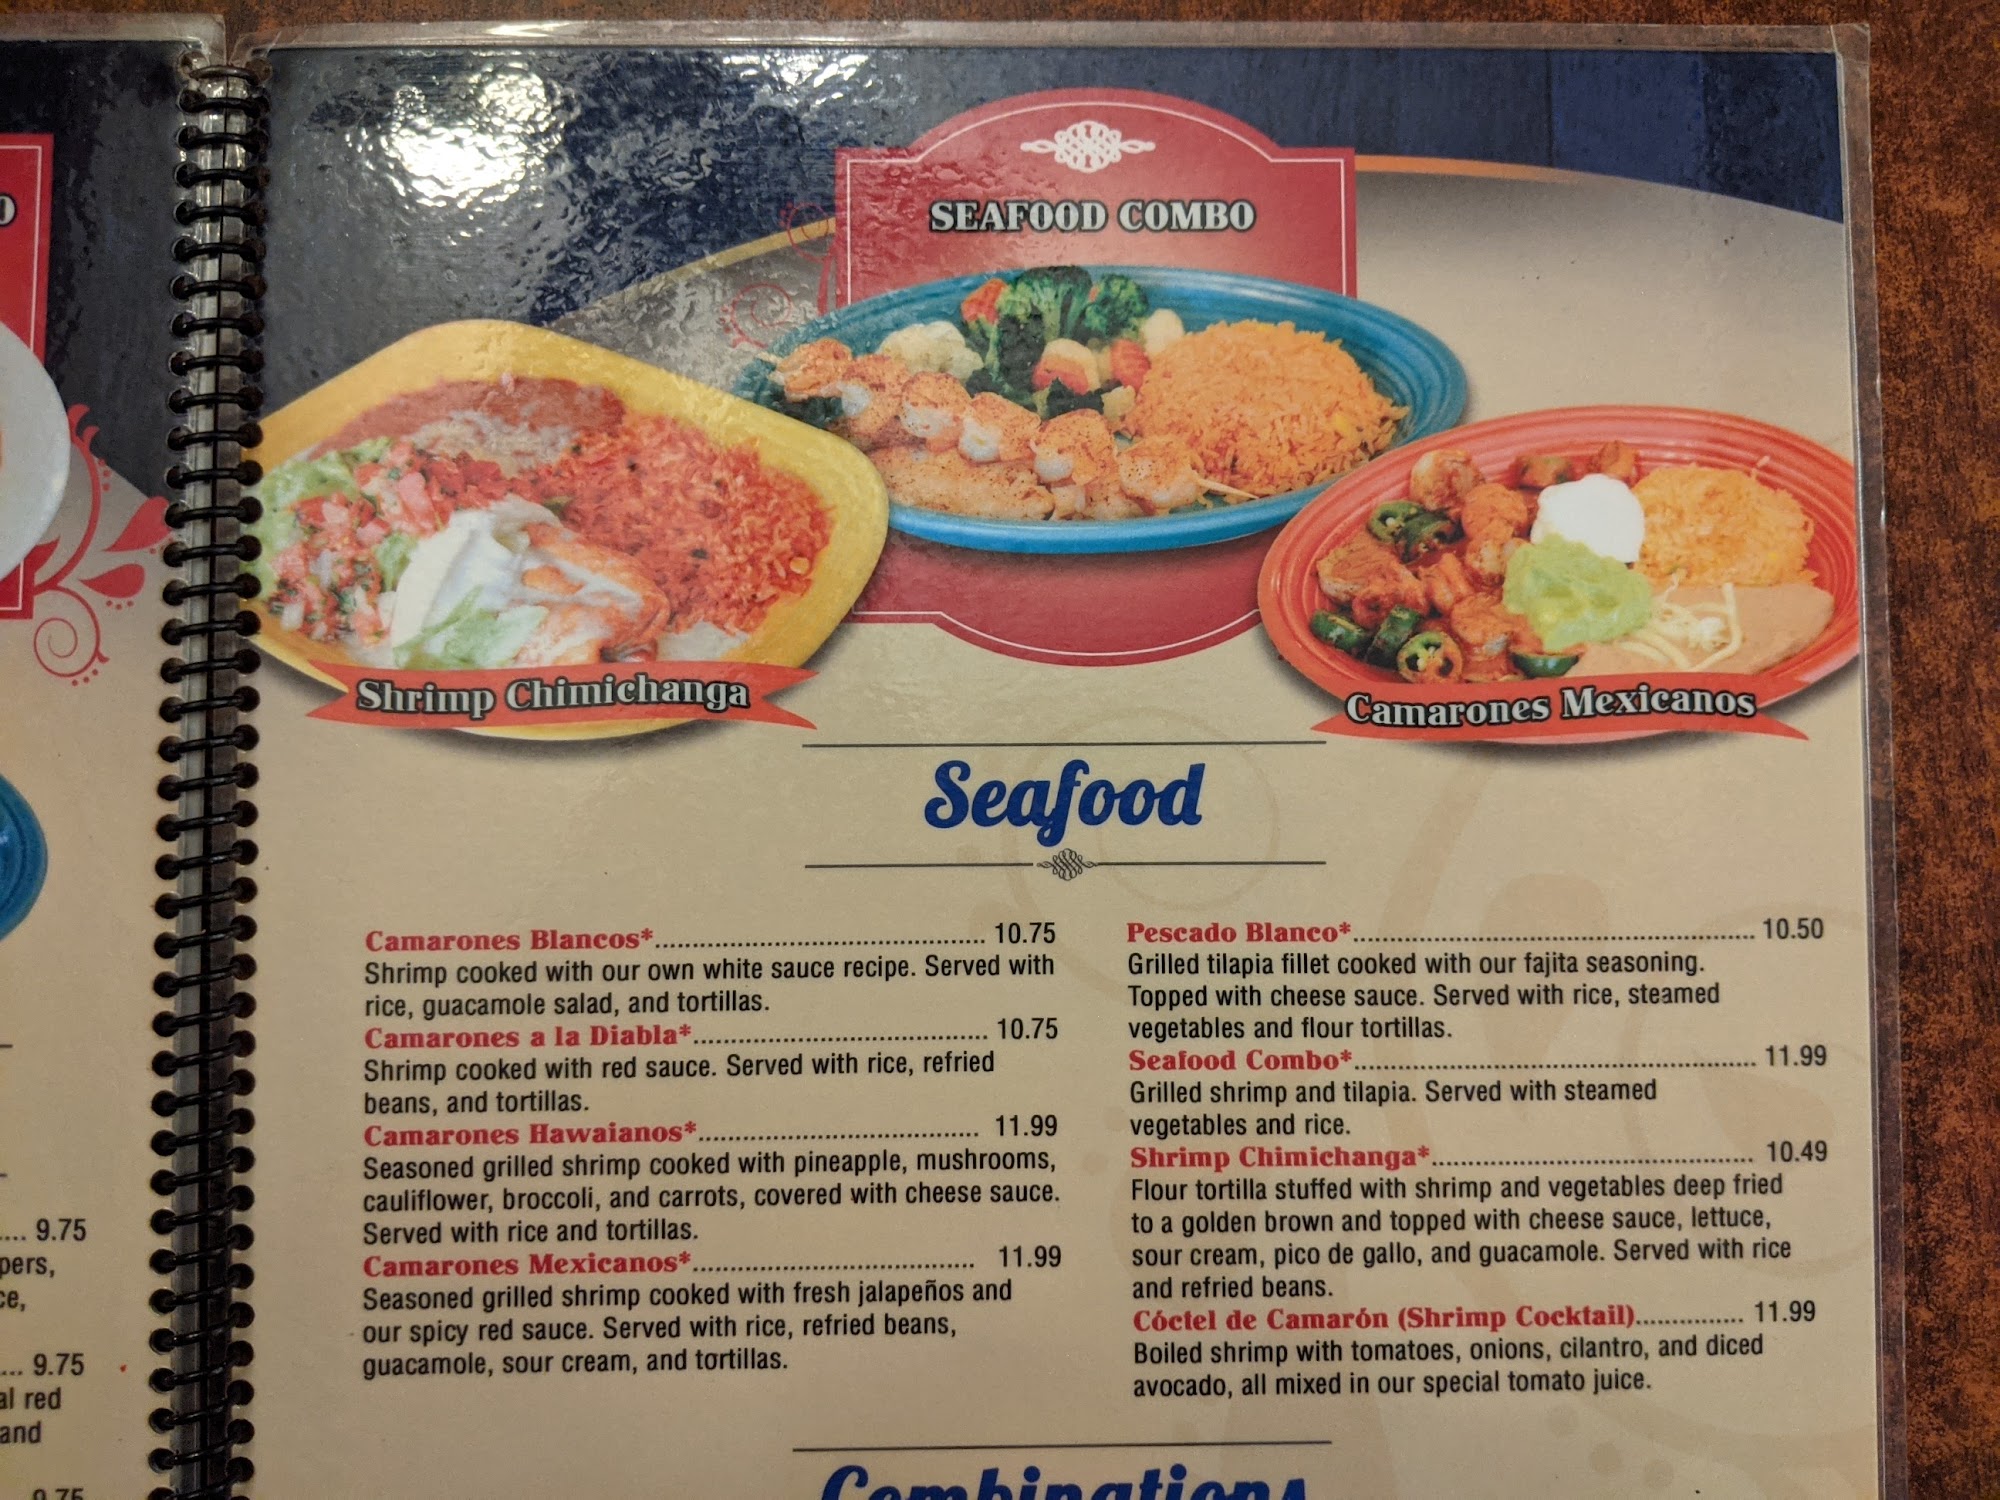 SEAFOOD COMBO
Shrimp Chimichanga
Camarones Mexicanos
Seafood
Camarones Blancos*............................................ 10.75
Shrimp cooked with our own white sauce recipe. Served with
rice, guacamole salad, and tortillas.
Camarones a la Diabla*....................................... 10.75
Shrimp cooked with red sauce. Served with rice, refried
beans, and tortillas.
Camarones Hawaianos*..................................... 11.99
Seasoned grilled shrimp cooked with pineapple, mushrooms,
cauliflower, broccoli, and carrots, covered with cheese sauce.
Served with rice and tortillas.
Camarones Mexicanos*..................................... 11.99
Seasoned grilled shrimp cooked with fresh jalapeños and
our spicy red sauce. Served with rice, refried beans,
guacamole, sour cream, and tortillas.
Pescado Blanco*..................................................... 10.50
Grilled tilapia fillet cooked with our fajita seasoning.
Topped with cheese sauce. Served with rice, steamed
vegetables and flour tortillas.
Seafood Combo*..................................................... 11.99
Grilled shrimp and tilapia. Served with steamed
vegetables and rice.
Shrimp Chimichanga*.......................................... 10.49
Flour tortilla stuffed with shrimp and vegetables deep fried
to a golden brown and topped with cheese sauce, lettuce,
sour cream, pico de gallo, and guacamole. Served with rice
and refried beans.
Cóctel de Camarón (Shrimp Cocktail)............... 11.99
Boiled shrimp with tomatoes, onions, cilantro, and diced
avocado, all mixed in our special tomato juice.
Combinations
.... 9.75
... 9.75
red
and
9.75